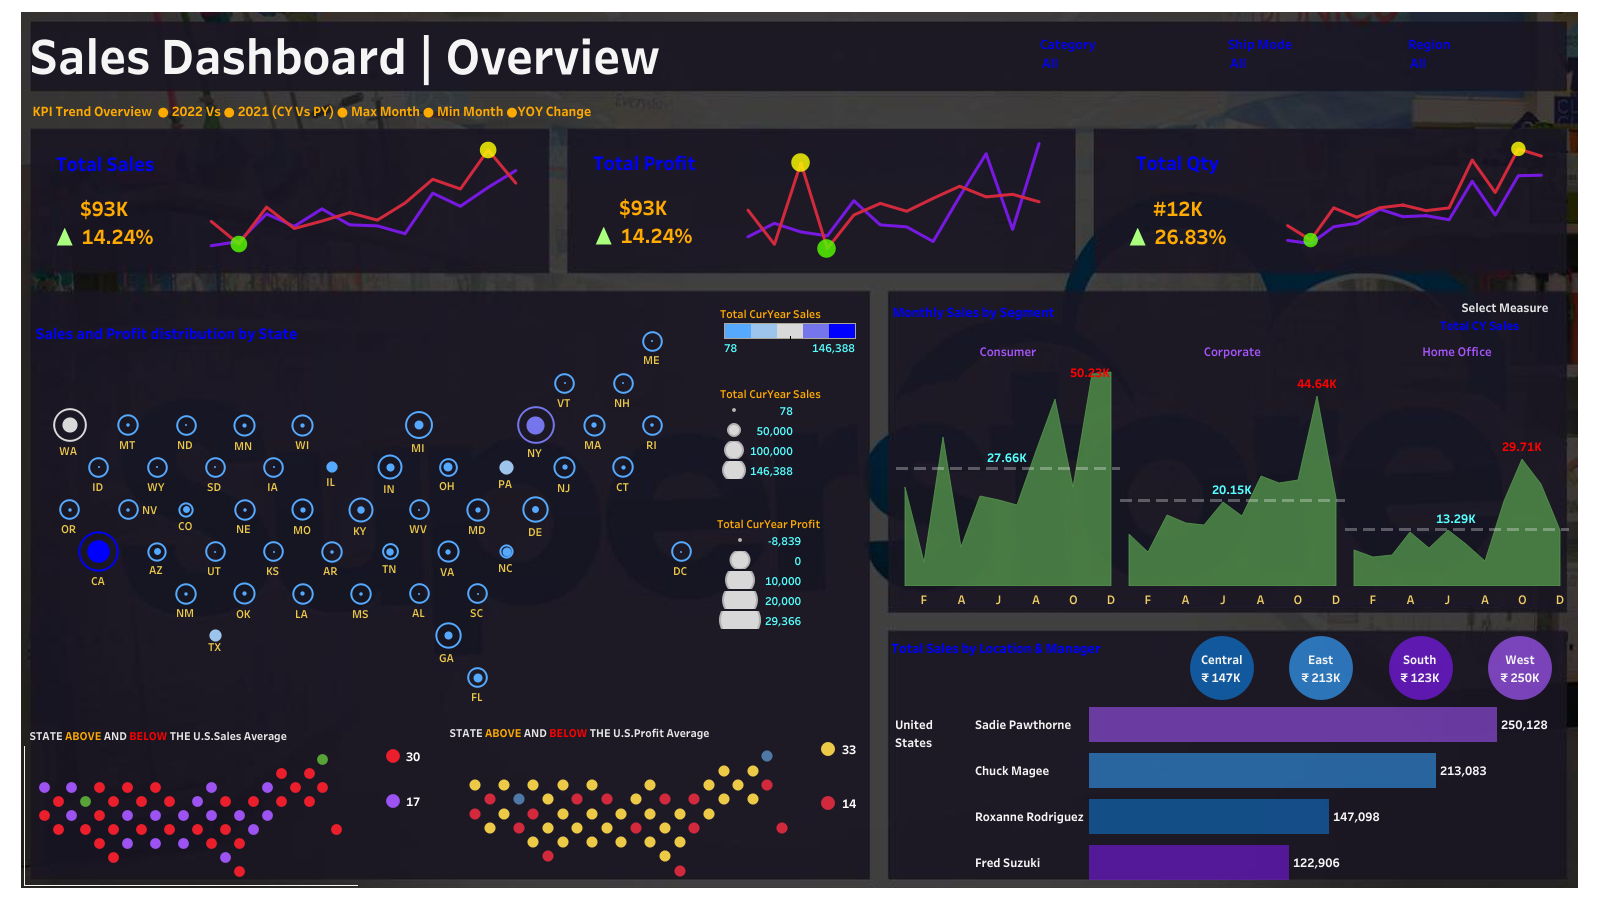 Sales Dashboard | Overview
Category
All
Ship Mode
All
Region
All
KPI Trend Overview ● 2022 Vs ● 2021 (CY Vs PY) ● Max Month ● Min Month ●YOY Change
Total Sales
$93K
▲ 14.24%
Total Profit
$93K
▲ 14.24%
Total Qty
#12K
▲ 26.83%
Sales and Profit distribution by State
ME
VT NH
WA MT ND MN WI MI NY MA RI
ID WY SD IA IL IN OH PA NJ CT
OR NV CO NE MO KY WV MD DE
CA AZ UT KS AR TN VA NC DC
NM OK LA MS AL SC
TX GA
FL
Total CurYear Sales
78 146,388
Total CurYear Sales
78
50,000
100,000
146,388
Total CurYear Profit
-8,839
0
10,000
20,000
29,366
STATE ABOVE AND BELOW THE U.S.Sales Average
30
17
STATE ABOVE AND BELOW THE U.S.Profit Average
33
14
Monthly Sales by Segment
Select Measure
Total CY Sales
Consumer Corporate Home Office
50.23K
44.64K
29.71K
27.66K
20.15K
13.29K
F A J A O D F A J A O D F A J A O D
Total Sales by Location & Manager
Central
₹ 147K
East
₹ 213K
South
₹ 123K
West
₹ 250K
United
States
Sadie Pawthorne 250,128
Chuck Magee 213,083
Roxanne Rodriguez 147,098
Fred Suzuki 122,906